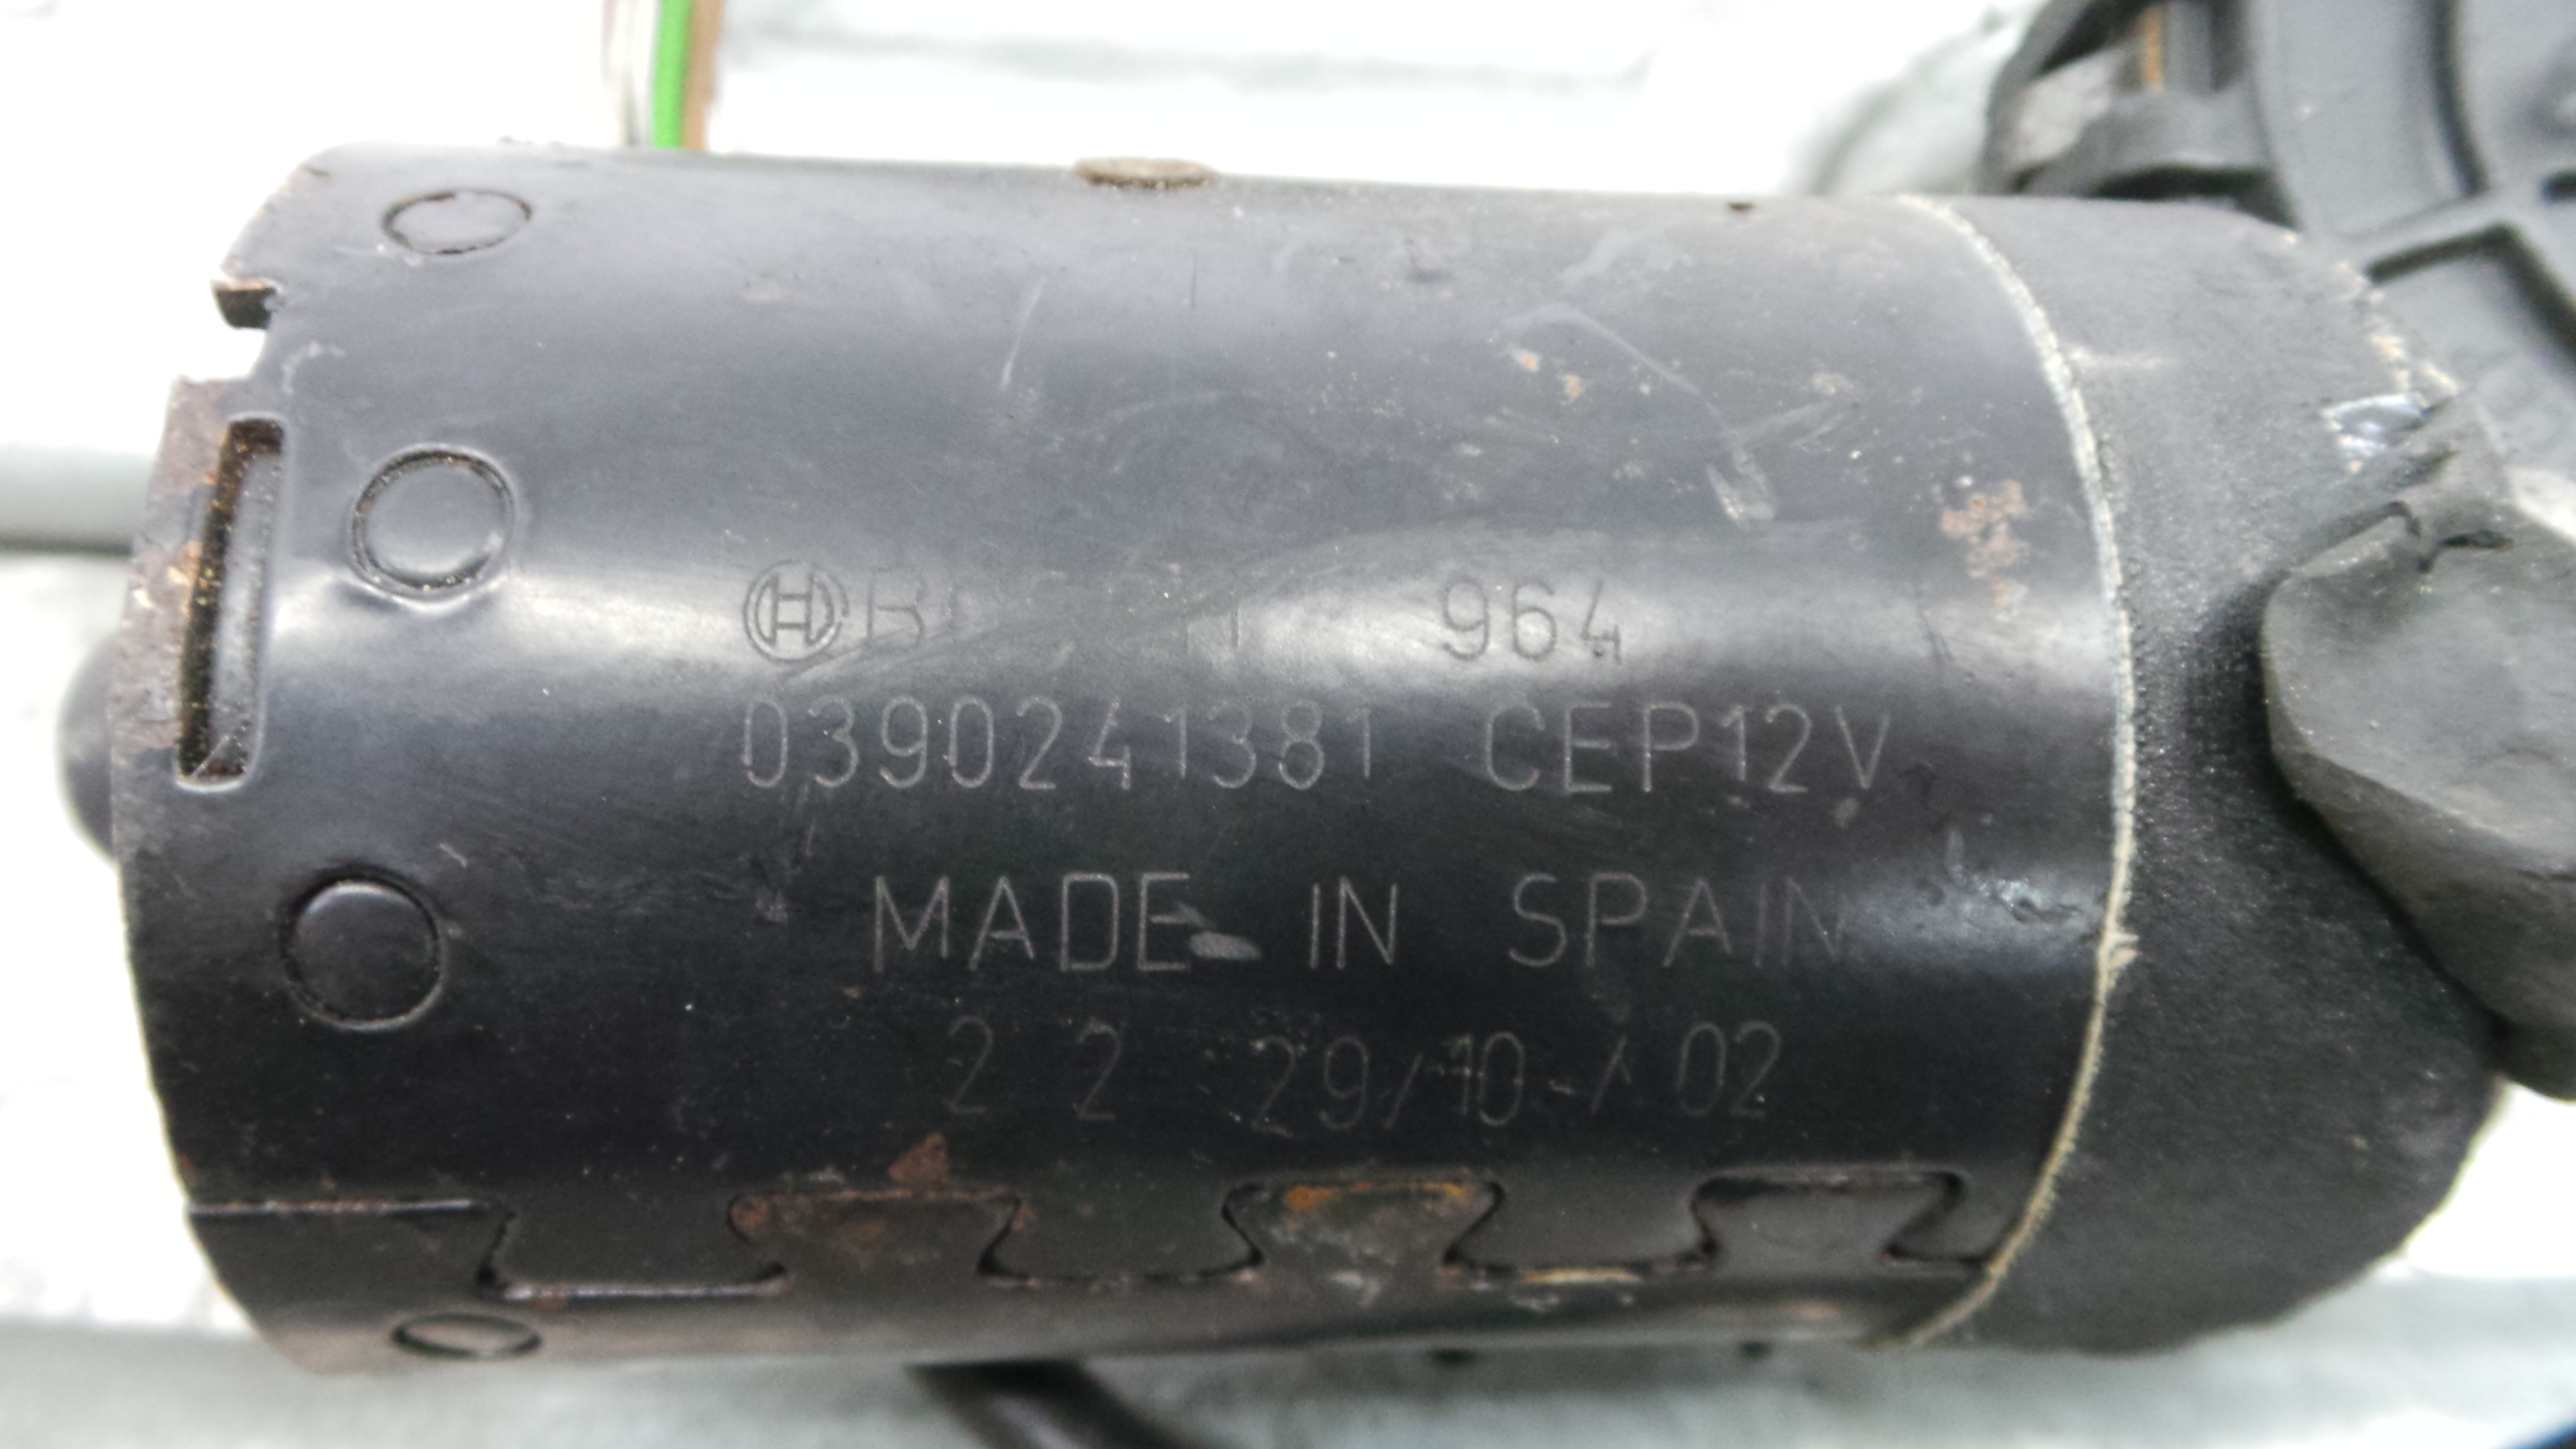 BOSCH 964
0390241381 CEP12V
MADE IN SPAIN
2 2 29/10 / 02